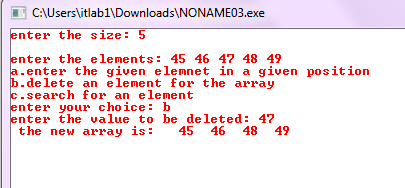 C:\Users\itlab1\Downloads\NONAME03.exe
enter the size: 5
enter the elements: 45 46 47 48 49
a.enter the given elemnet in a given position
b.delete an element for the array
c.search for an element
enter your choice: b
enter the value to be deleted: 47
the new array is: 45 46 48 49